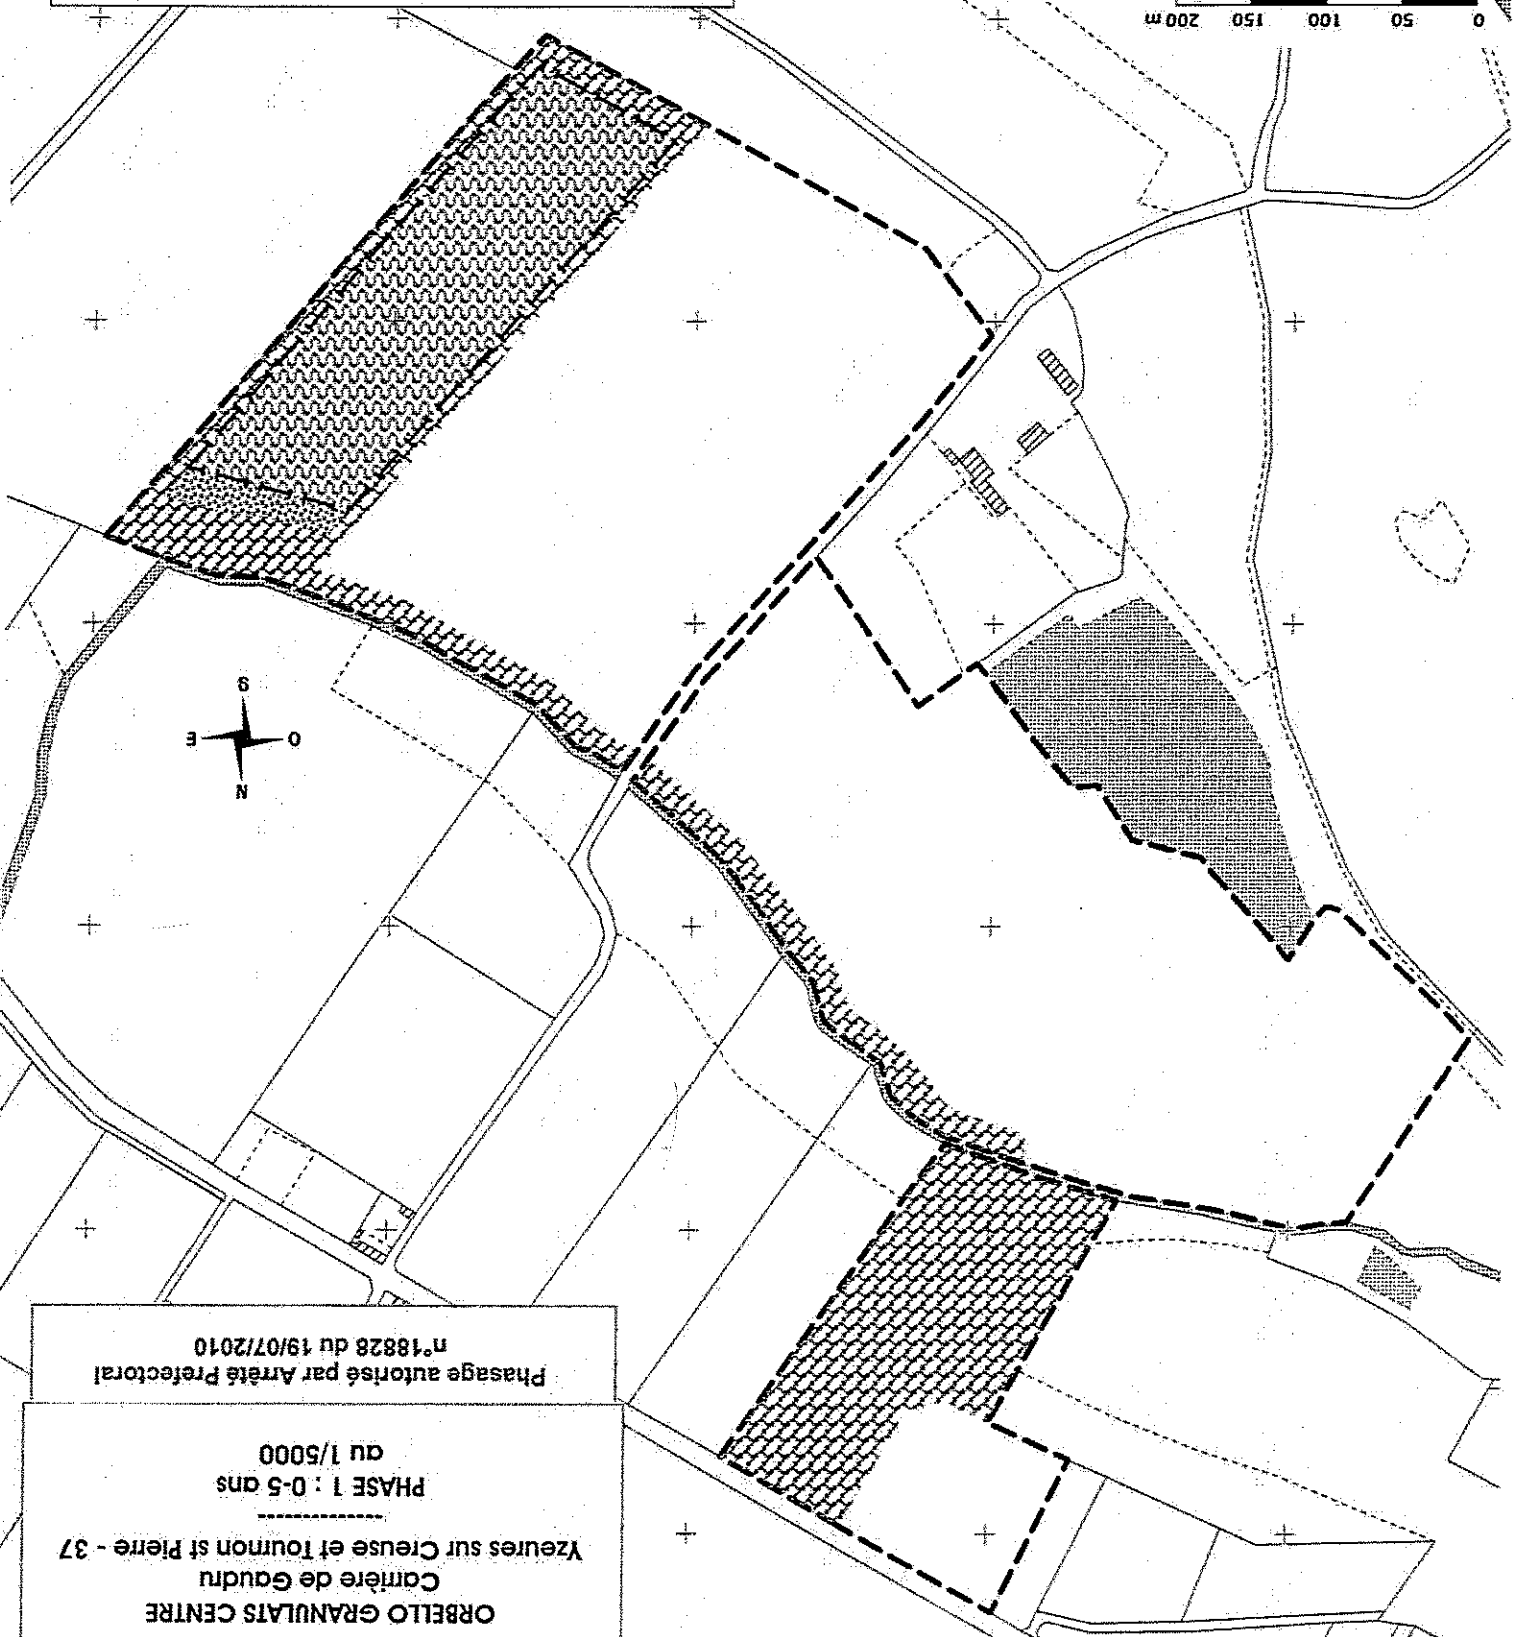 ORBELLO GRANULATS CENTRE
Carrière de Gaudru
Yzeures sur Creuse et Tournon st Pierre - 37
PHASE 1 : 0-5 ans
au 1/5000
Phasage autorisé par Arrêté Prefectoral
n°18828 du 19/07/2010
N
O
E
S
0 50 100 150 200 m